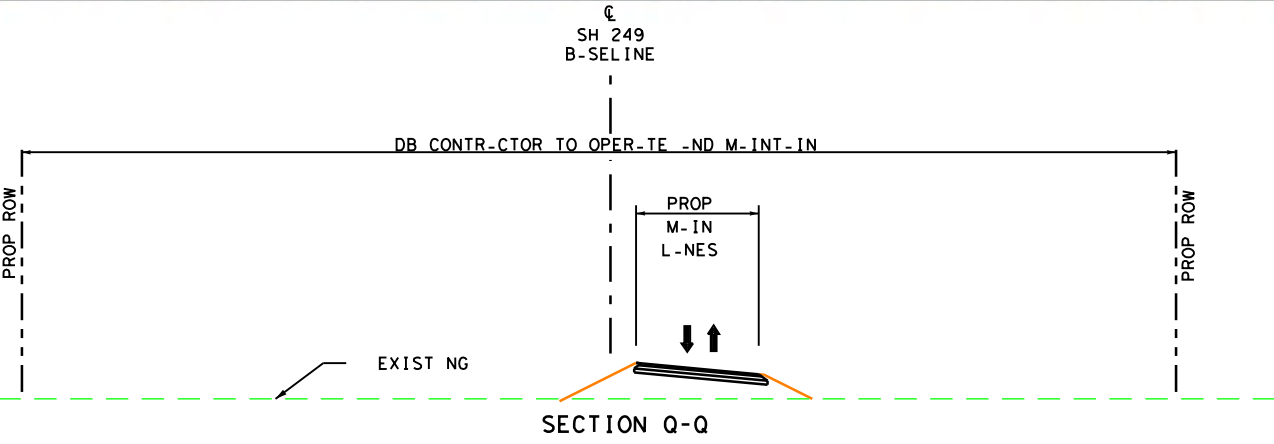 ℄
SH 249
B-SELINE
DB CONTR-CTOR TO OPER-TE -ND M-INT-IN
PROP ROW
PROP
M-IN
L-NES
PROP ROW
EXIST NG
SECTION Q-Q